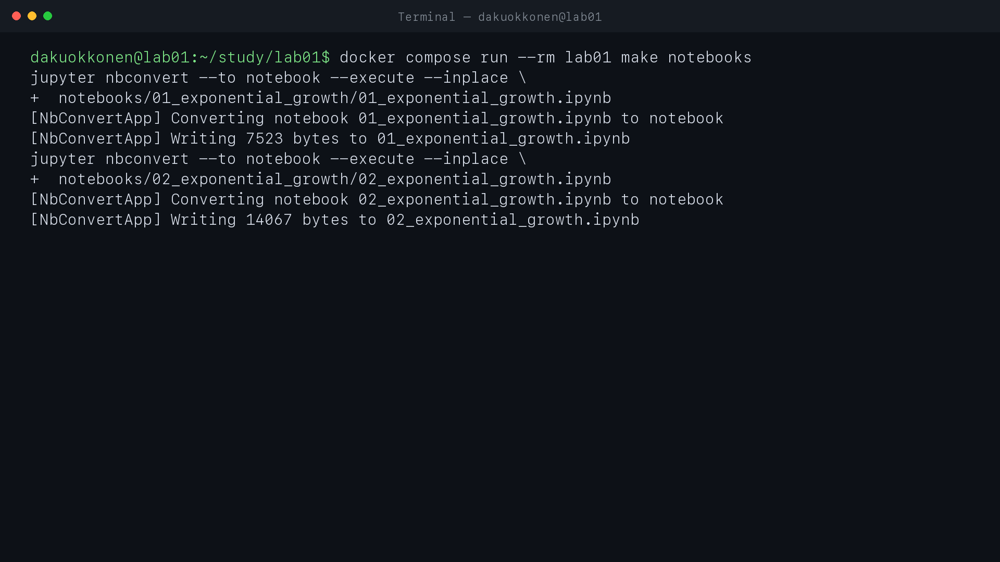 Terminal — dakuokkonen@lab01
dakuokkonen@lab01:~/study/lab01$ docker compose run --rm lab01 make notebooks
jupyter nbconvert --to notebook --execute --inplace \
+  notebooks/01_exponential_growth/01_exponential_growth.ipynb
[NbConvertApp] Converting notebook 01_exponential_growth.ipynb to notebook
[NbConvertApp] Writing 7523 bytes to 01_exponential_growth.ipynb
jupyter nbconvert --to notebook --execute --inplace \
+  notebooks/02_exponential_growth/02_exponential_growth.ipynb
[NbConvertApp] Converting notebook 02_exponential_growth.ipynb to notebook
[NbConvertApp] Writing 14067 bytes to 02_exponential_growth.ipynb